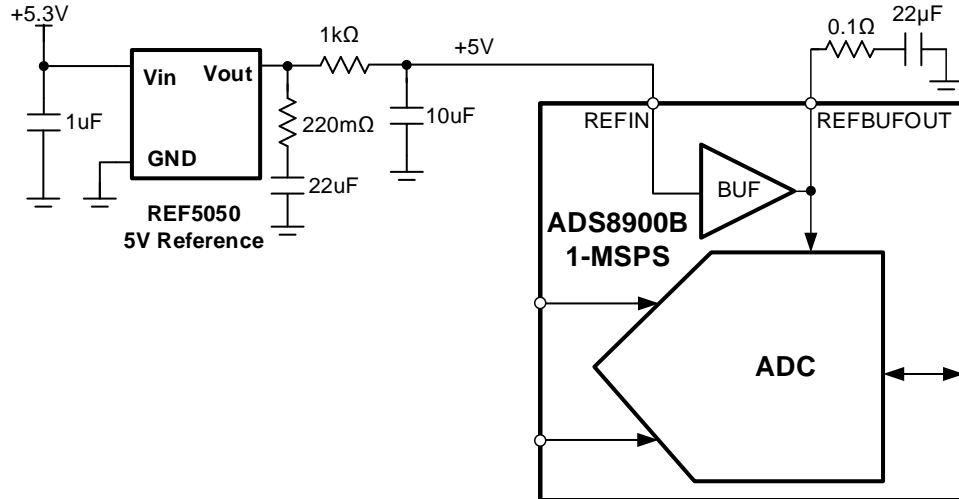 +5.3V
1uF
Vin
Vout
GND
REF5050
5V Reference
1kΩ
220mΩ
22uF
+5V
10uF
0.1Ω
22µF
REFIN
REFBUFOUT
BUF
ADS8900B
1-MSPS
ADC